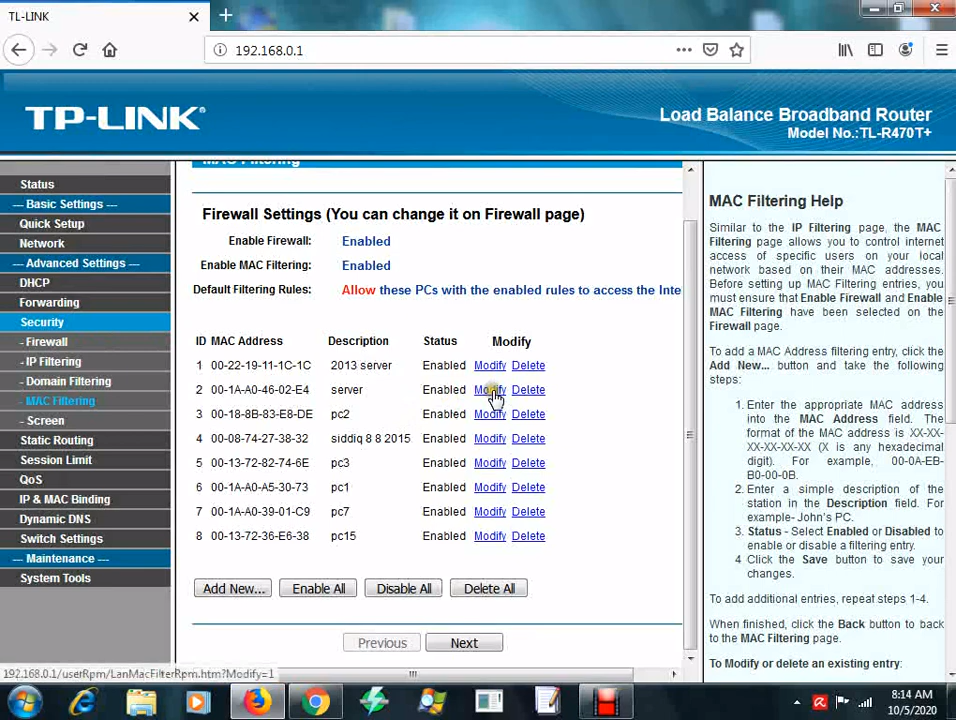 TL-LINK
192.168.0.1
TP-LINK®
Load Balance Broadband Router
Model No.:TL-R470T+
Status
--- Basic Settings ---
Quick Setup
Network
--- Advanced Settings ---
DHCP
Forwarding
Security
- Firewall
- IP Filtering
- Domain Filtering
- MAC Filtering
- Screen
Static Routing
Session Limit
QoS
IP & MAC Binding
Dynamic DNS
Switch Settings
--- Maintenance ---
System Tools
MAC Filtering
Firewall Settings (You can change it on Firewall page)
Enable Firewall: Enabled
Enable MAC Filtering: Enabled
Default Filtering Rules: Allow these PCs with the enabled rules to access the Inte
ID MAC Address Description Status Modify
1 00-22-19-11-1C-1C 2013 server Enabled Modify Delete
2 00-1A-A0-46-02-E4 server Enabled Modify Delete
3 00-18-8B-83-E8-DE pc2 Enabled Modify Delete
4 00-08-74-27-38-32 siddiq 8 8 2015 Enabled Modify Delete
5 00-13-72-82-74-6E pc3 Enabled Modify Delete
6 00-1A-A0-A5-30-73 pc1 Enabled Modify Delete
7 00-1A-A0-39-01-C9 pc7 Enabled Modify Delete
8 00-13-72-36-E6-38 pc15 Enabled Modify Delete
Add New... Enable All Disable All Delete All
Previous Next
MAC Filtering Help
Similar to the IP Filtering page, the MAC
Filtering page allows you to control internet
access of specific users on your local
network based on their MAC addresses.
Before setting up MAC Filtering entries, you
must ensure that Enable Firewall and Enable
MAC Filtering have been selected on the
Firewall page.
To add a MAC Address filtering entry, click the
Add New... button and take the following
steps:
1. Enter the appropriate MAC address
into the MAC Address field. The
format of the MAC address is XX-XX-
XX-XX-XX-XX (X is any hexadecimal
digit). For example, 00-0A-EB-
B0-00-0B.
2. Enter a simple description of the
station in the Description field. For
example- John's PC.
3. Status - Select Enabled or Disabled to
enable or disable a filtering entry.
4 Click the Save button to save your
changes.
To add additional entries, repeat steps 1-4.
When finished, click the Back button to back
to the MAC Filtering page.
To Modify or delete an existing entry:
192.168.0.1/userRpm/LanMacFilterRpm.htm?Modify=1
8:14 AM
10/5/2020